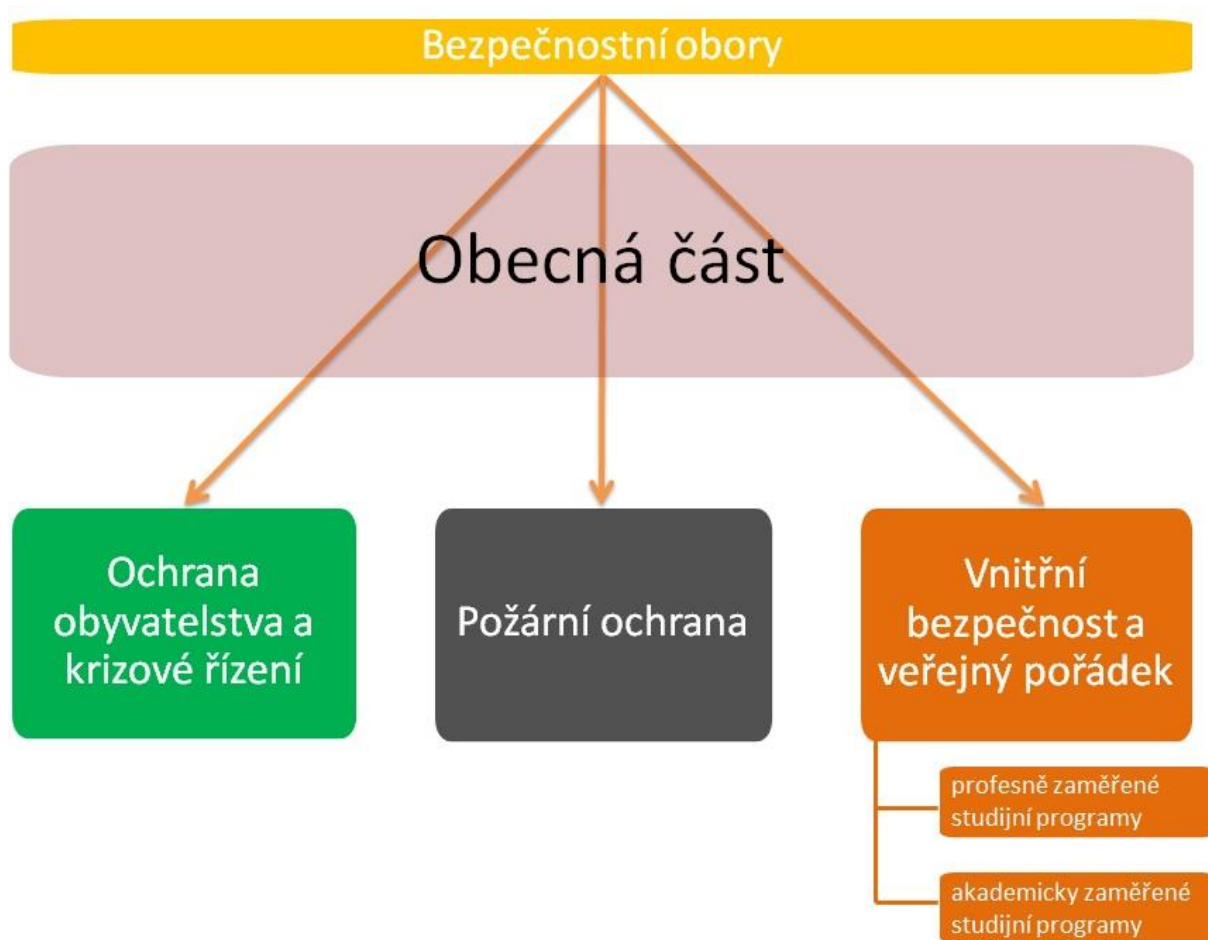 Bezpečnostní obory
Obecná část
Ochrana
obyvatelstva a
krizové řízení
Požární ochrana
Vnitřní
bezpečnost a
veřejný pořádek
profesně zaměřené
studijní programy
akademicky zaměřené
studijní programy